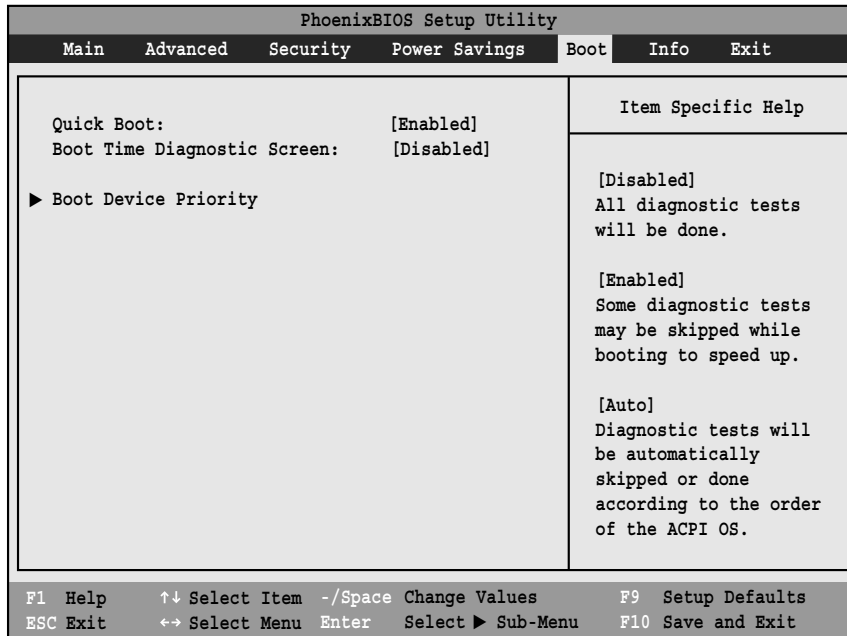 PhoenixBIOS Setup Utility
Main Advanced Security Power Savings Boot Info Exit
Quick Boot: [Enabled]
Boot Time Diagnostic Screen: [Disabled]
▶ Boot Device Priority
Item Specific Help
[Disabled]
All diagnostic tests
will be done.
[Enabled]
Some diagnostic tests
may be skipped while
booting to speed up.
[Auto]
Diagnostic tests will
be automatically
skipped or done
according to the order
of the ACPI OS.
F1 Help ↑↓ Select Item -/Space Change Values F9 Setup Defaults
ESC Exit ←→ Select Menu Enter Select ▶ Sub-Menu F10 Save and Exit